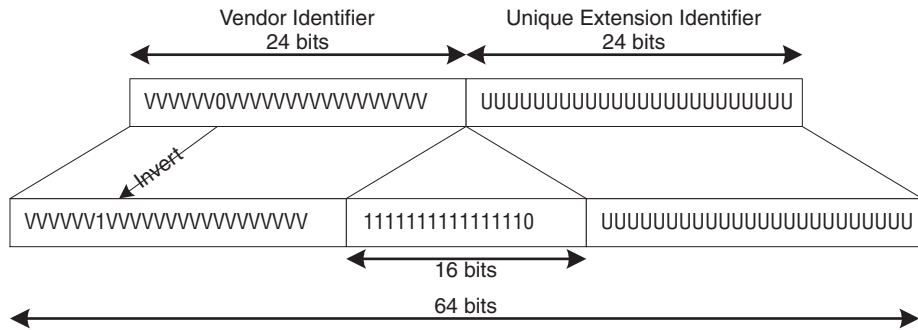 Vendor Identifier
24 bits
Unique Extension Identifier
24 bits
VVVVVV0VVVVVVVVVVVVVVVVV
UUUUUUUUUUUUUUUUUUUUUUUU
Invert
VVVVVV1VVVVVVVVVVVVVVVVV
1111111111111110
UUUUUUUUUUUUUUUUUUUUUUUU
16 bits
64 bits